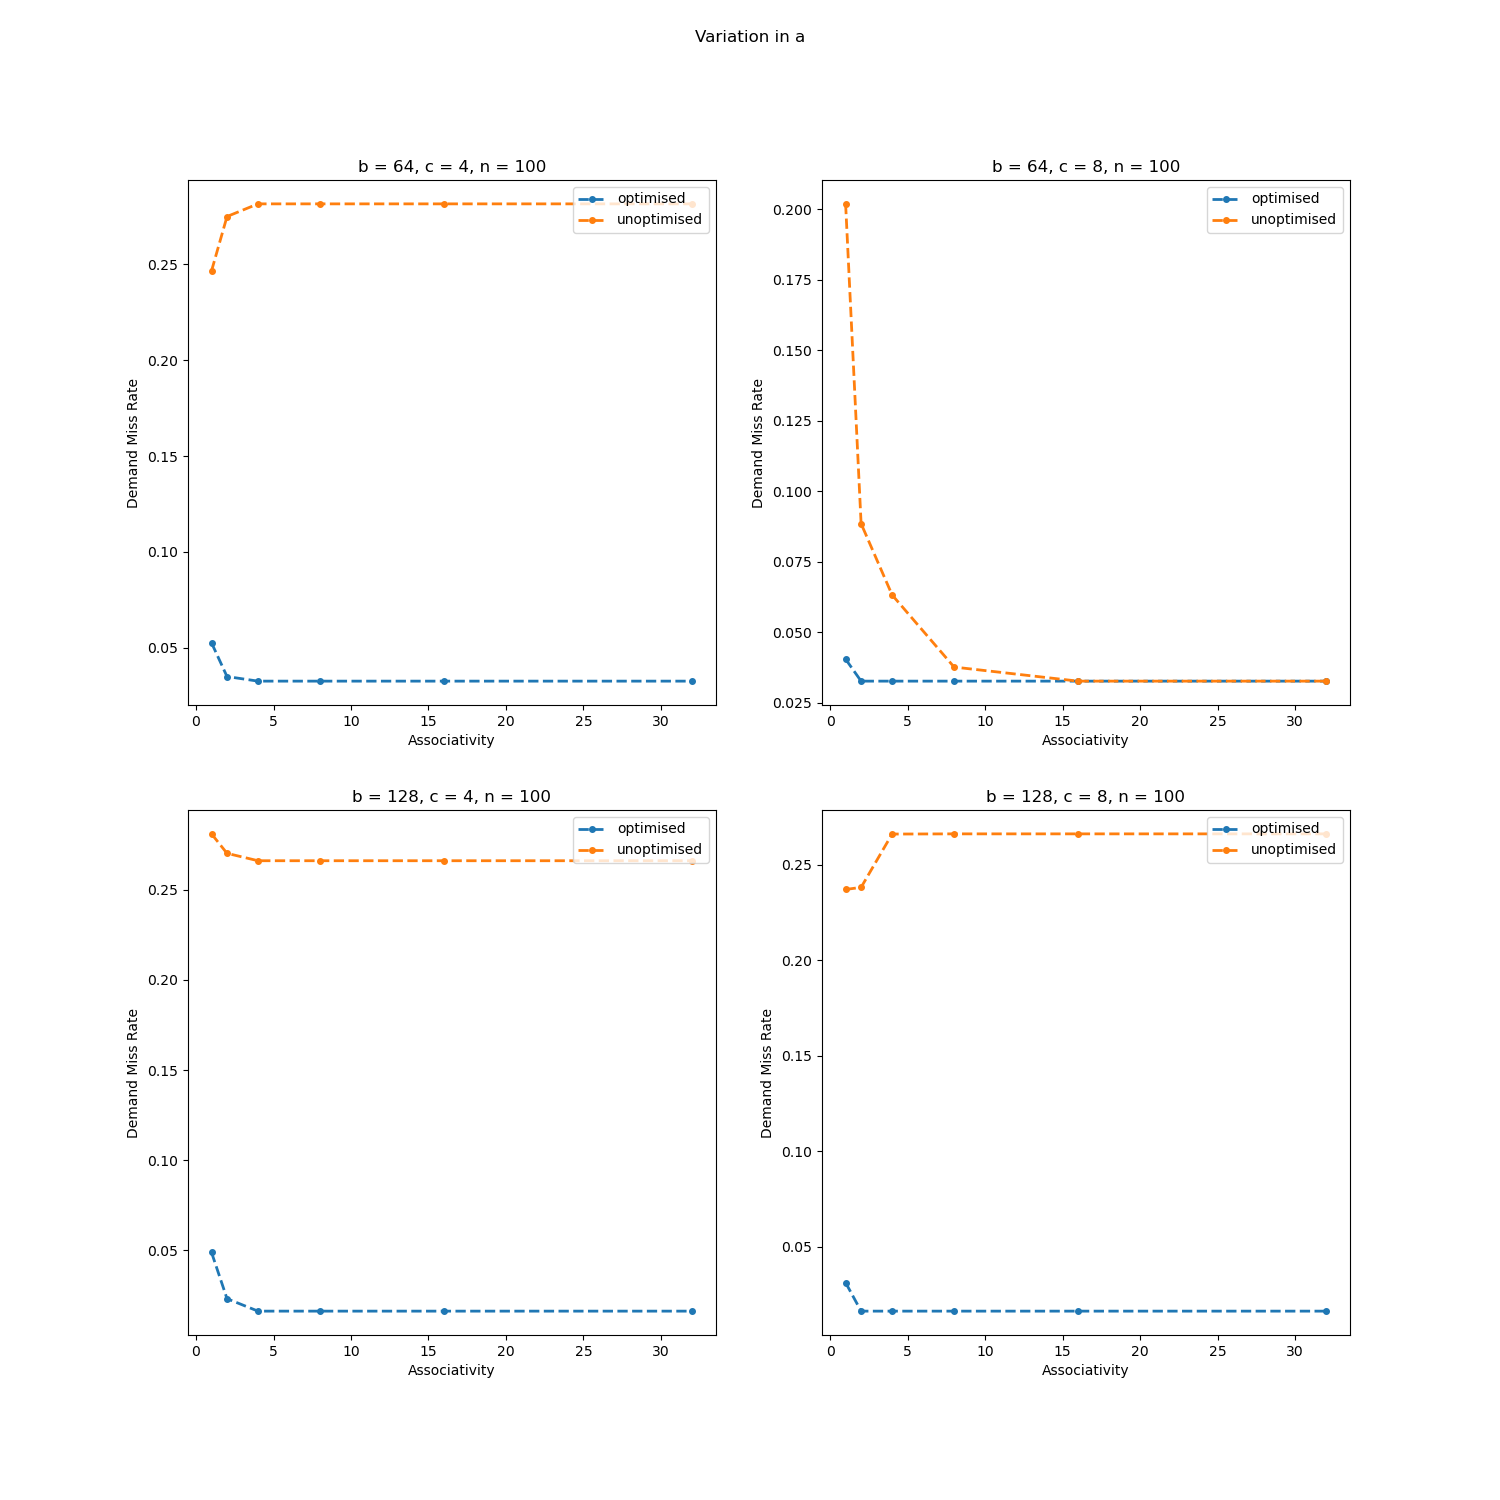 Variation in a
b = 64, c = 4, n = 100
optimised
unoptimised
0.25
0.20
0.15
0.10
0.05
Demand Miss Rate
0 5 10 15 20 25 30
Associativity
b = 64, c = 8, n = 100
optimised
unoptimised
0.200
0.175
0.150
0.125
0.100
0.075
0.050
0.025
Demand Miss Rate
0 5 10 15 20 25 30
Associativity
b = 128, c = 4, n = 100
optimised
unoptimised
0.25
0.20
0.15
0.10
0.05
Demand Miss Rate
0 5 10 15 20 25 30
Associativity
b = 128, c = 8, n = 100
optimised
unoptimised
0.25
0.20
0.15
0.10
0.05
Demand Miss Rate
0 5 10 15 20 25 30
Associativity